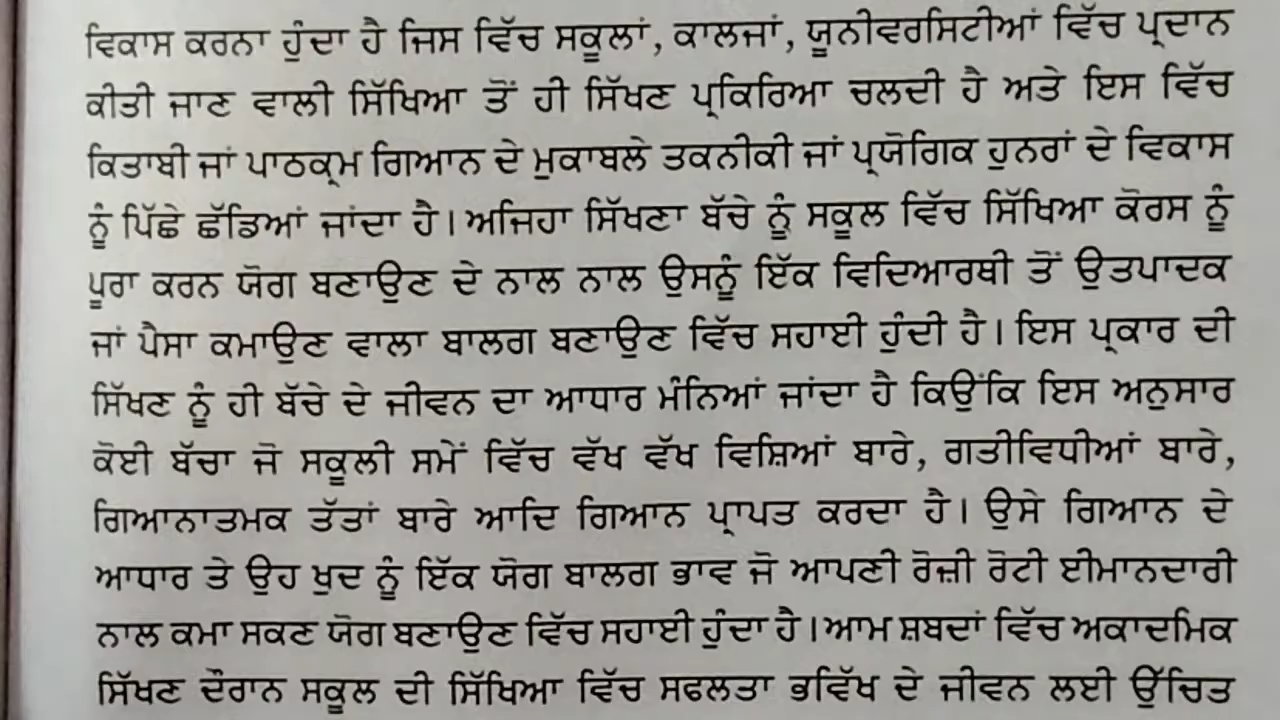 ਵਿਕਾਸ ਕਰਨਾ ਹੁੰਦਾ ਹੈ ਜਿਸ ਵਿੱਚ ਸਕੂਲਾਂ, ਕਾਲਜਾਂ, ਯੂਨੀਵਰਸਿਟੀਆਂ ਵਿੱਚ ਪ੍ਰਦਾਨ
ਕੀਤੀ ਜਾਣ ਵਾਲੀ ਸਿੱਖਿਆ ਤੋਂ ਹੀ ਸਿੱਖਣ ਪ੍ਰਕਿਰਿਆ ਚਲਦੀ ਹੈ ਅਤੇ ਇਸ ਵਿੱਚ
ਕਿਤਾਬੀ ਜਾਂ ਪਾਠਕ੍ਰਮ ਗਿਆਨ ਦੇ ਮੁਕਾਬਲੇ ਤਕਨੀਕੀ ਜਾਂ ਪ੍ਰਯੋਗਿਕ ਹੁਨਰਾਂ ਦੇ ਵਿਕਾਸ
ਨੂੰ ਪਿੱਛੇ ਛੱਡਿਆਂ ਜਾਂਦਾ ਹੈ। ਅਜਿਹਾ ਸਿੱਖਣਾ ਬੱਚੇ ਨੂੰ ਸਕੂਲ ਵਿੱਚ ਸਿੱਖਿਆ ਕੋਰਸ ਨੂੰ
ਪੂਰਾ ਕਰਨ ਯੋਗ ਬਣਾਉਣ ਦੇ ਨਾਲ ਨਾਲ ਉਸਨੂੰ ਇੱਕ ਵਿਦਿਆਰਥੀ ਤੋਂ ਉਤਪਾਦਕ
ਜਾਂ ਪੈਸਾ ਕਮਾਉਣ ਵਾਲਾ ਬਾਲਗ ਬਣਾਉਣ ਵਿੱਚ ਸਹਾਈ ਹੁੰਦੀ ਹੈ। ਇਸ ਪ੍ਰਕਾਰ ਦੀ
ਸਿੱਖਣ ਨੂੰ ਹੀ ਬੱਚੇ ਦੇ ਜੀਵਨ ਦਾ ਆਧਾਰ ਮੰਨਿਆਂ ਜਾਂਦਾ ਹੈ ਕਿਉਂਕਿ ਇਸ ਅਨੁਸਾਰ
ਕੋਈ ਬੱਚਾ ਜੋ ਸਕੂਲੀ ਸਮੇਂ ਵਿੱਚ ਵੱਖ ਵੱਖ ਵਿਸ਼ਿਆਂ ਬਾਰੇ, ਗਤੀਵਿਧੀਆਂ ਬਾਰੇ,
ਗਿਆਨਾਤਮਕ ਤੱਤਾਂ ਬਾਰੇ ਆਦਿ ਗਿਆਨ ਪ੍ਰਾਪਤ ਕਰਦਾ ਹੈ। ਉਸੇ ਗਿਆਨ ਦੇ
ਆਧਾਰ ਤੇ ਉਹ ਖੁਦ ਨੂੰ ਇੱਕ ਯੋਗ ਬਾਲਗ ਭਾਵ ਜੋ ਆਪਣੀ ਰੋਜ਼ੀ ਰੋਟੀ ਈਮਾਨਦਾਰੀ
ਨਾਲ ਕਮਾ ਸਕਣ ਯੋਗ ਬਣਾਉਣ ਵਿੱਚ ਸਹਾਈ ਹੁੰਦਾ ਹੈ। ਆਮ ਸ਼ਬਦਾਂ ਵਿੱਚ ਅਕਾਦਮਿਕ
ਸਿੱਖਣ ਦੌਰਾਨ ਸਕੂਲ ਦੀ ਸਿੱਖਿਆ ਵਿੱਚ ਸਫਲਤਾ ਭਵਿੱਖ ਦੇ ਜੀਵਨ ਲਈ ਉੱਚਿਤ